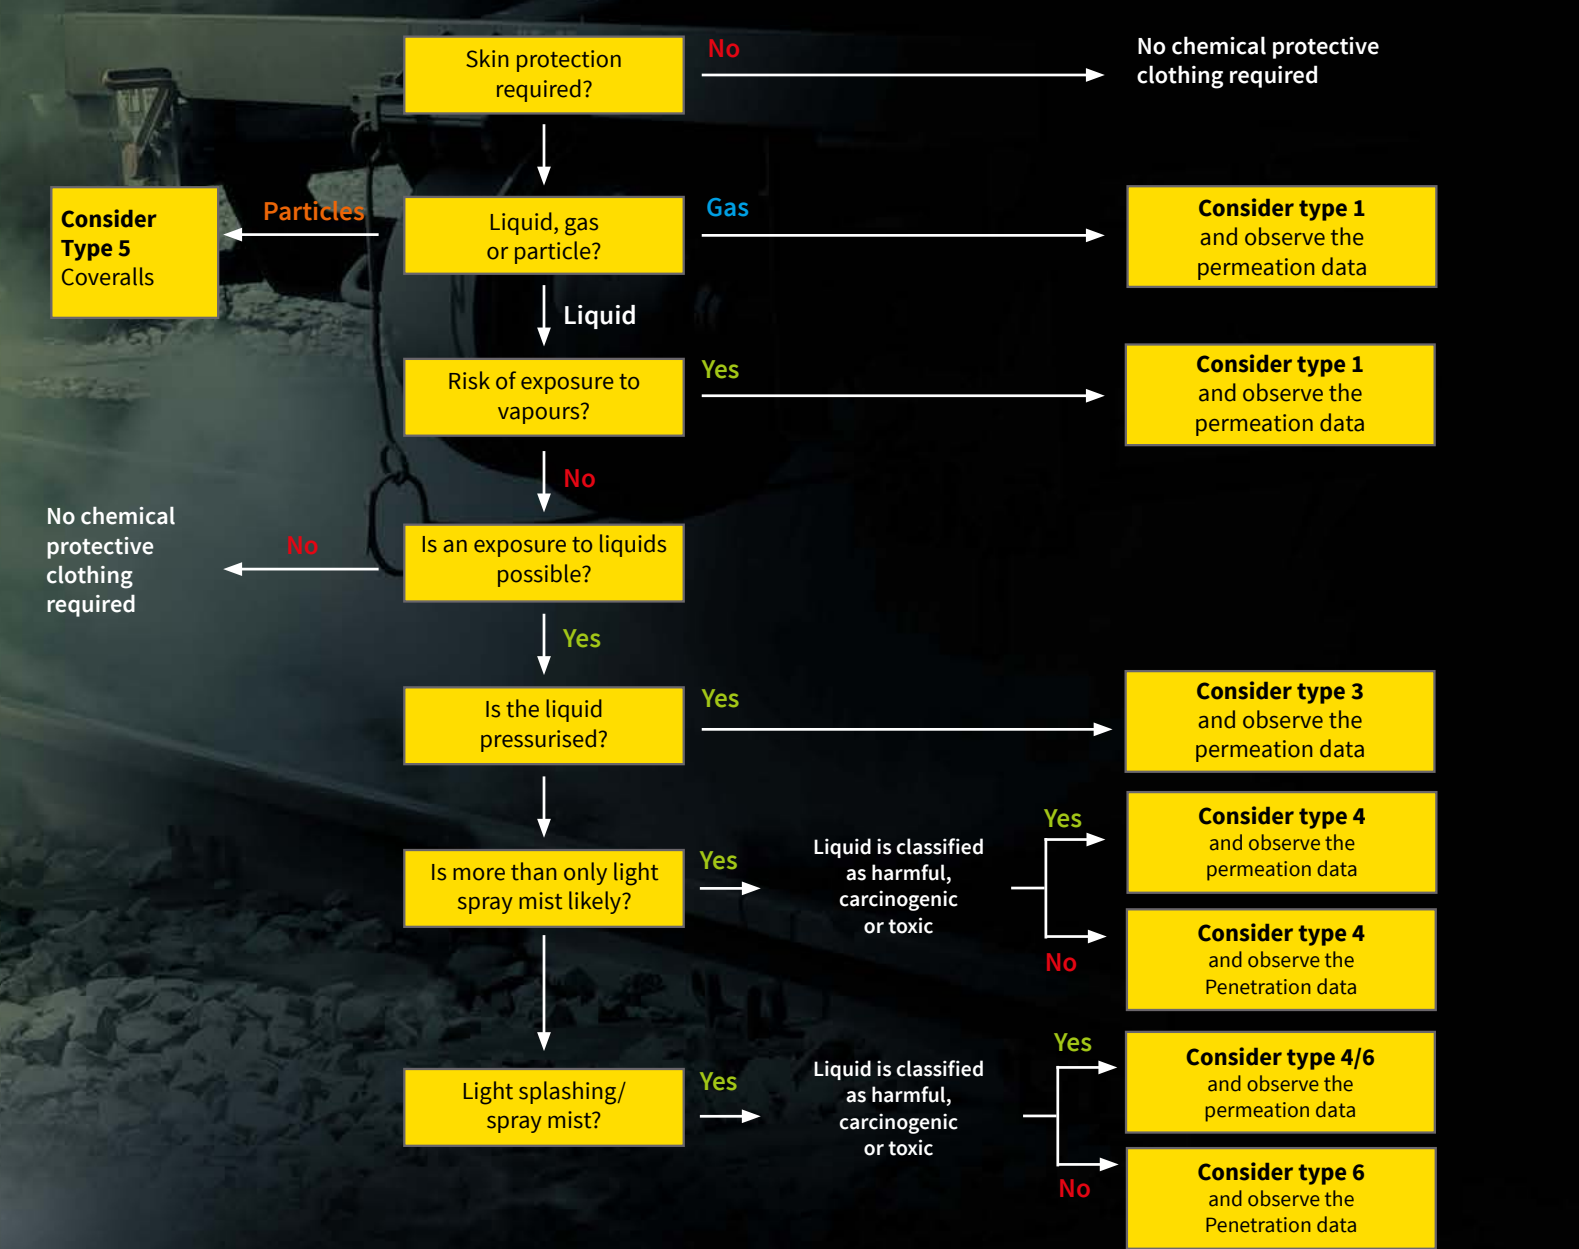 Skin protection
required?
No
No chemical protective
clothing required
Consider
Type 5
Coveralls
Particles
Liquid, gas
or particle?
Gas
Consider type 1
and observe the
permeation data
Liquid
Risk of exposure to
vapours?
Yes
Consider type 1
and observe the
permeation data
No
No chemical
protective
clothing
required
No
Is an exposure to liquids
possible?
Yes
Is the liquid
pressurised?
Yes
Consider type 3
and observe the
permeation data
Is more than only light
spray mist likely?
Yes
Liquid is classified
as harmful,
carcinogenic
or toxic
Yes
Consider type 4
and observe the
permeation data
No
Consider type 4
and observe the
Penetration data
Light splashing/
spray mist?
Yes
Liquid is classified
as harmful,
carcinogenic
or toxic
Yes
Consider type 4/6
and observe the
permeation data
No
Consider type 6
and observe the
Penetration data